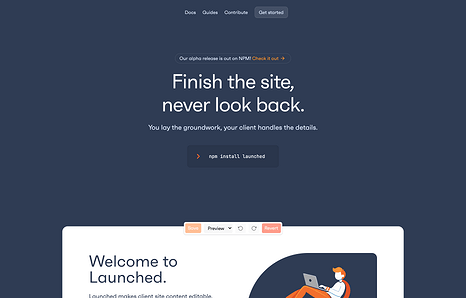 Docs Guides Contribute Get started
Our alpha release is out on NPM! Check it out →
Finish the site,
never look back.
You lay the groundwork, your client handles the details.
> npm install launched
Save Preview Revert
Welcome to
Launched.
Launched makes client site content editable,